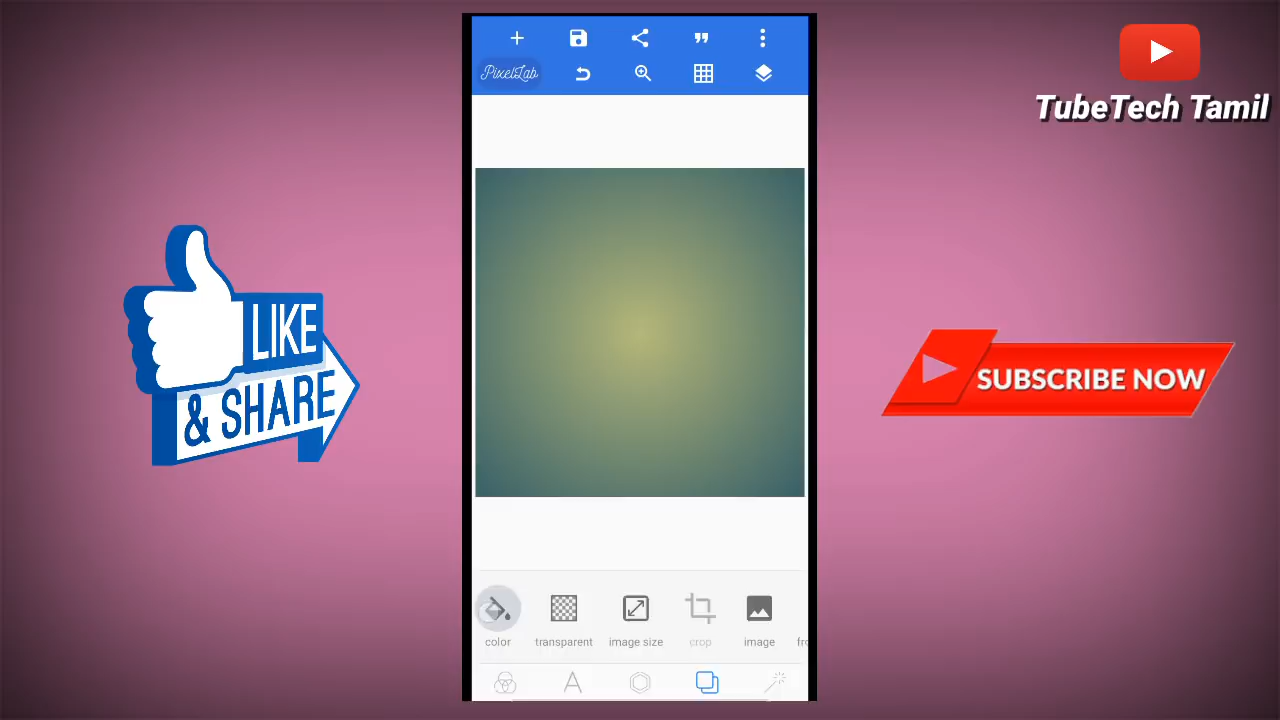 PixelLab
TubeTech Tamil
LIKE
& SHARE
SUBSCRIBE NOW
color
transparent
image size
crop
image